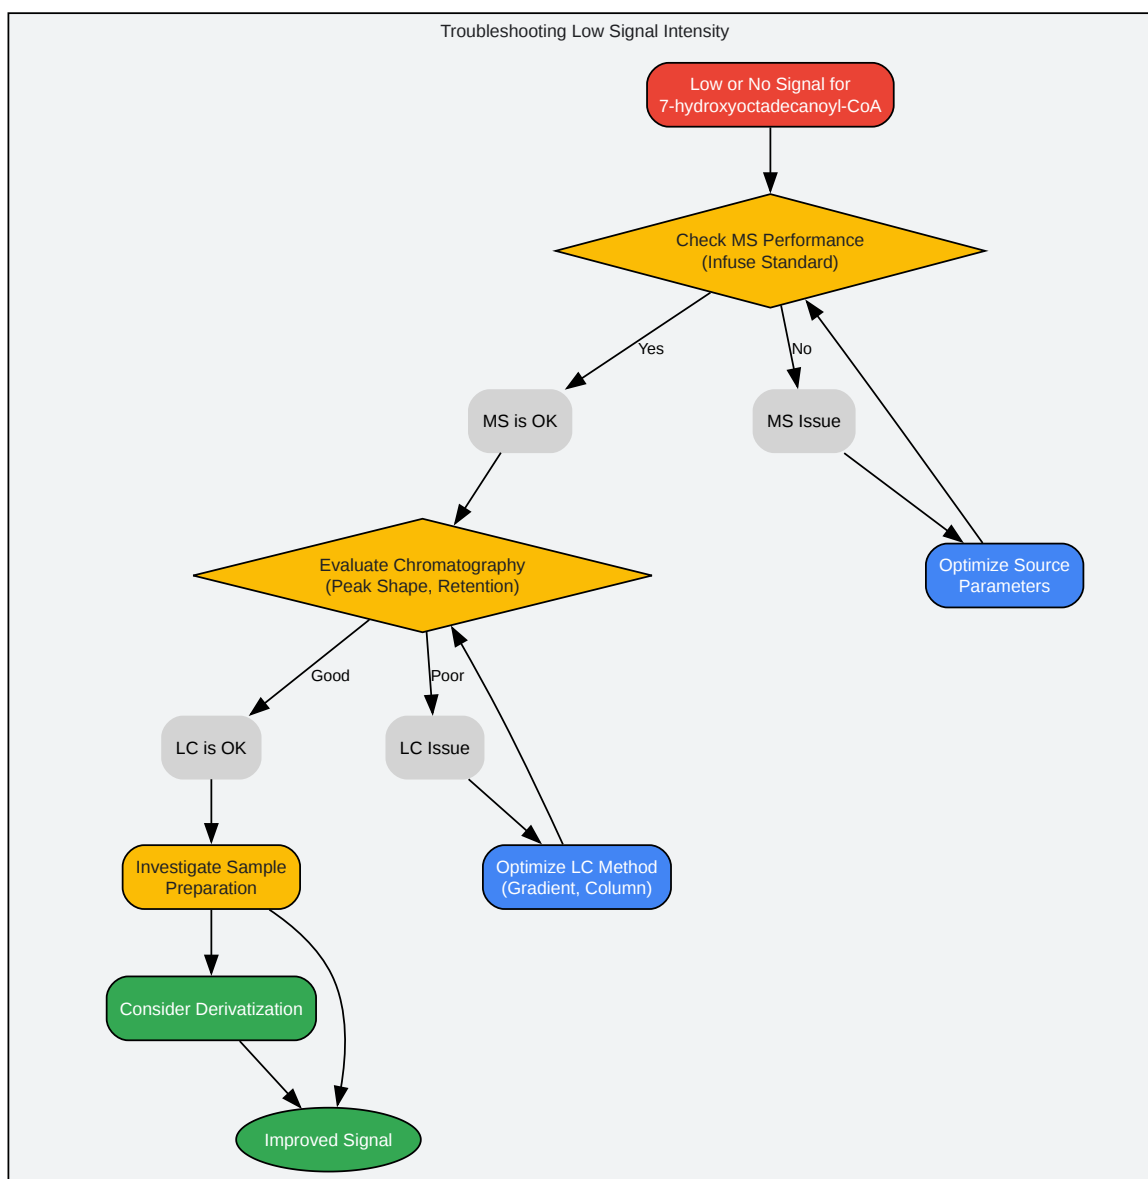 Troubleshooting Low Signal Intensity
Low or No Signal for
7-hydroxyoctadecanoyl-CoA
Check MS Performance
(Infuse Standard)
Yes
No
MS is OK
MS Issue
Evaluate Chromatography
(Peak Shape, Retention)
Optimize Source
Parameters
Good
Poor
LC is OK
LC Issue
Investigate Sample
Preparation
Optimize LC Method
(Gradient, Column)
Consider Derivatization
Improved Signal